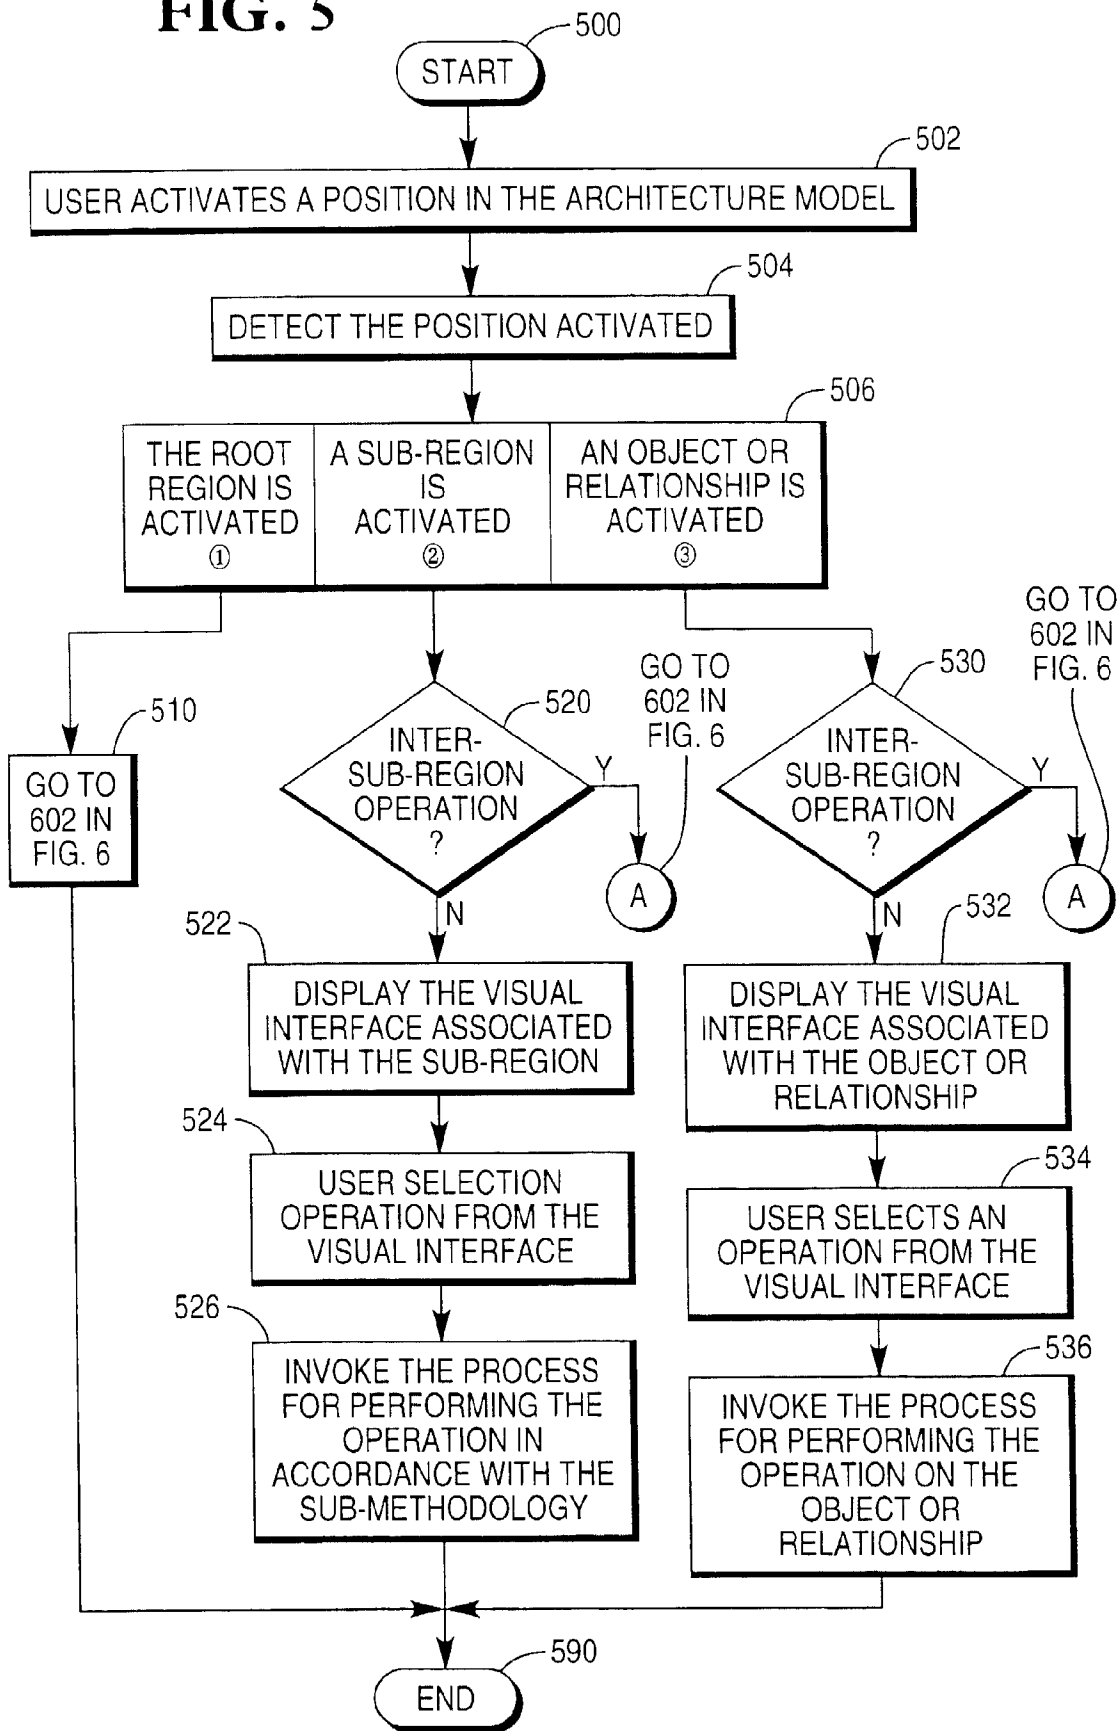 FIG. 5
500
START
502
USER ACTIVATES A POSITION IN THE ARCHITECTURE MODEL
504
DETECT THE POSITION ACTIVATED
506
THE ROOT
REGION IS
ACTIVATED
①
A SUB-REGION
IS
ACTIVATED
②
AN OBJECT OR
RELATIONSHIP IS
ACTIVATED
③
510
GO TO
602 IN
FIG. 6
520
INTER-
SUB-REGION
OPERATION
?
Y
N
GO TO
602 IN
FIG. 6
A
530
INTER-
SUB-REGION
OPERATION
?
Y
N
GO TO
602 IN
FIG. 6
A
522
DISPLAY THE VISUAL
INTERFACE ASSOCIATED
WITH THE SUB-REGION
524
USER SELECTION
OPERATION FROM THE
VISUAL INTERFACE
526
INVOKE THE PROCESS
FOR PERFORMING THE
OPERATION IN
ACCORDANCE WITH THE
SUB-METHODOLOGY
532
DISPLAY THE VISUAL
INTERFACE ASSOCIATED
WITH THE OBJECT OR
RELATIONSHIP
534
USER SELECTS AN
OPERATION FROM THE
VISUAL INTERFACE
536
INVOKE THE PROCESS
FOR PERFORMING THE
OPERATION ON THE
OBJECT OR
RELATIONSHIP
590
END